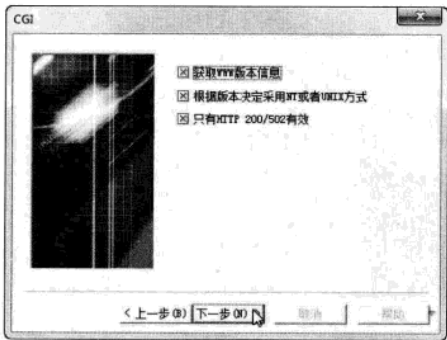 CGI
获取WWW版本信息
根据版本决定采用NT或者UNIX方式
只有HTTP 200/502有效
< 上一步(B) 下一步(N) 取消 帮助